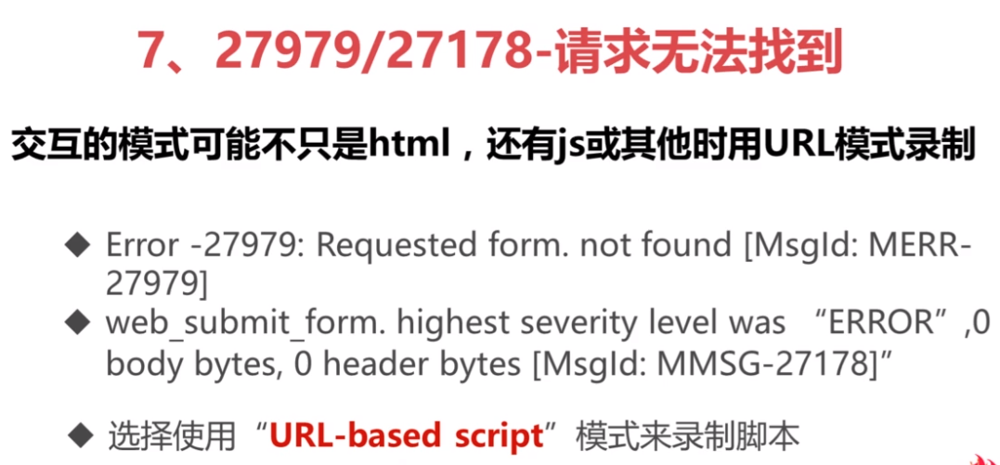 7、27979/27178-请求无法找到
交互的模式可能不只是html，还有js或其他时用URL模式录制
◆ Error -27979: Requested form. not found [MsgId: MERR-
27979]
◆ web_submit_form. highest severity level was “ERROR”,0
body bytes, 0 header bytes [MsgId: MMSG-27178]”
◆ 选择使用“URL-based script”模式来录制脚本